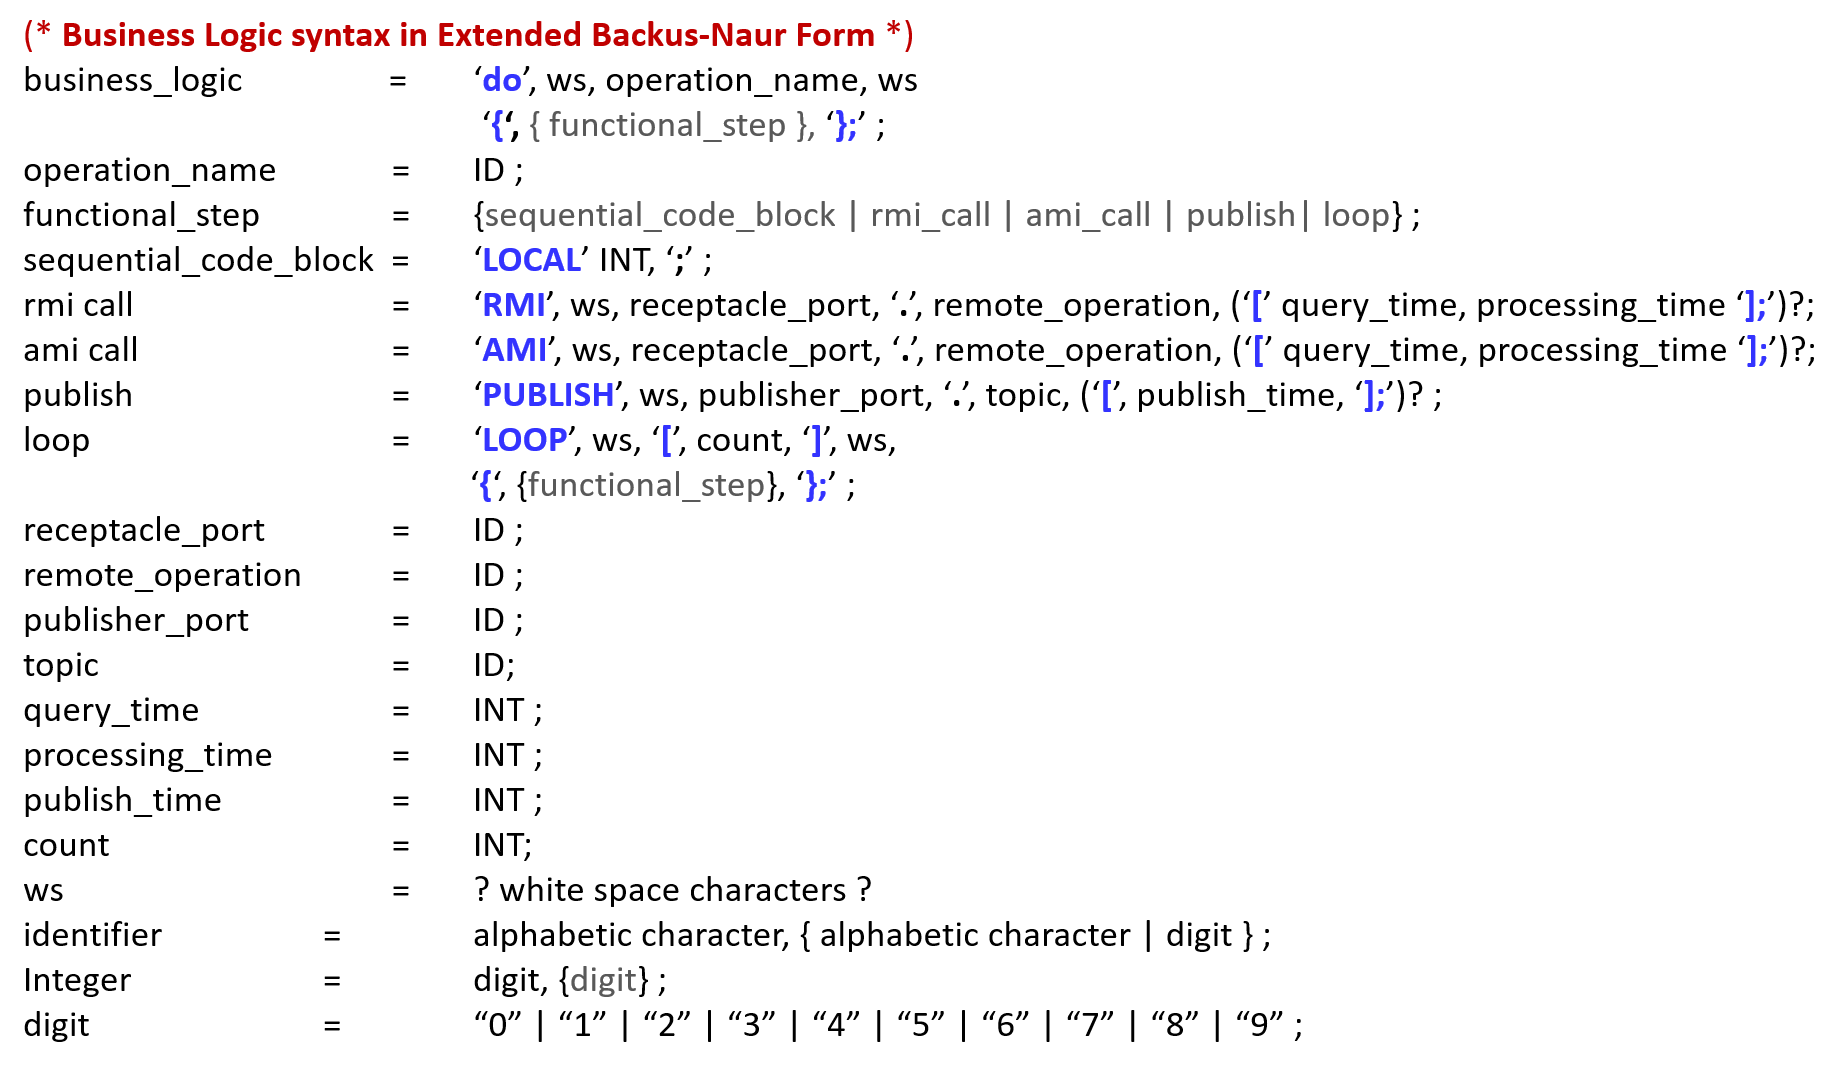 (* Business Logic syntax in Extended Backus-Naur Form *)
business_logic = ‘do’, ws, operation_name, ws
‘{‘, { functional_step }, ‘};’ ;
operation_name = ID ;
functional_step = {sequential_code_block | rmi_call | ami_call | publish| loop} ;
sequential_code_block = ‘LOCAL’ INT, ‘;’ ;
rmi call = ‘RMI’, ws, receptacle_port, ‘.’, remote_operation, (‘[’ query_time, processing_time ‘];’)?;
ami call = ‘AMI’, ws, receptacle_port, ‘.’, remote_operation, (‘[’ query_time, processing_time ‘];’)?;
publish = ‘PUBLISH’, ws, publisher_port, ‘.’, topic, (‘[’, publish_time, ‘];’)? ;
loop = ‘LOOP’, ws, ‘[’, count, ‘]’, ws,
‘{‘, {functional_step}, ‘};’ ;
receptacle_port = ID ;
remote_operation = ID ;
publisher_port = ID ;
topic = ID;
query_time = INT ;
processing_time = INT ;
publish_time = INT ;
count = INT;
ws = ? white space characters ?
identifier = alphabetic character, { alphabetic character | digit } ;
Integer = digit, {digit} ;
digit = “0” | “1” | “2” | “3” | “4” | “5” | “6” | “7” | “8” | “9” ;